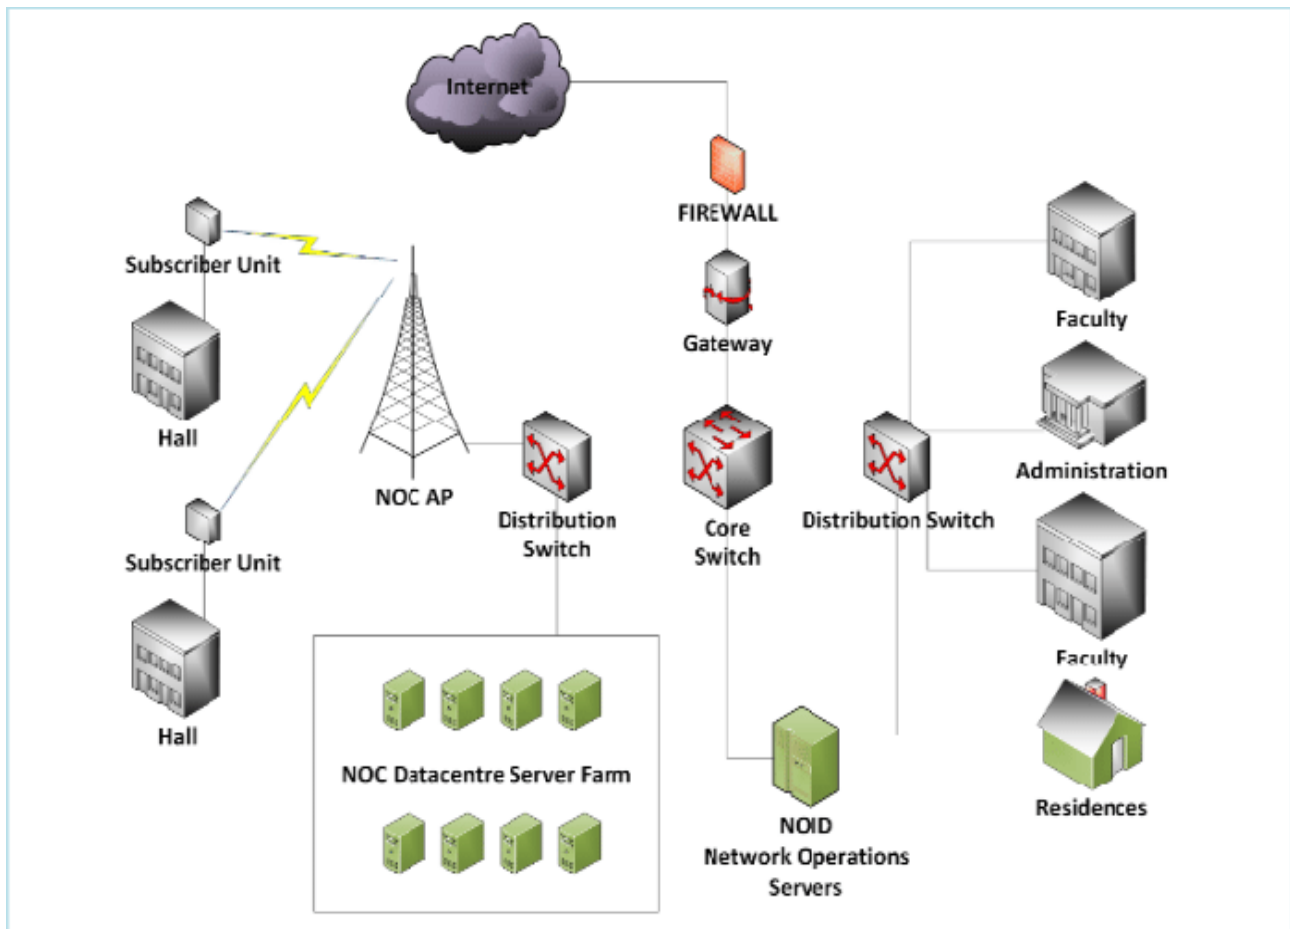 Internet
FIREWALL
Subscriber Unit
Gateway
Faculty
Hall
Administration
NOC AP
Distribution
Switch
Core
Switch
Distribution Switch
Subscriber Unit
Faculty
Hall
NOC Datacentre Server Farm
Residences
NOID
Network Operations
Servers